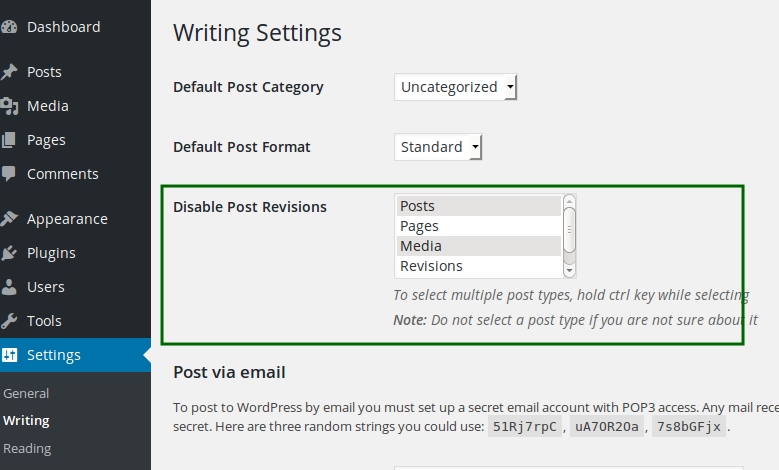 Dashboard
Posts
Media
Pages
Comments
Appearance
Plugins
Users
Tools
Settings
General
Writing
Reading
Writing Settings
Default Post Category Uncategorized
Default Post Format Standard
Disable Post Revisions
Posts
Pages
Media
Revisions
To select multiple post types, hold ctrl key while selecting
Note: Do not select a post type if you are not sure about it
Post via email
To post to WordPress by email you must set up a secret email account with POP3 access. Any mail rece
secret. Here are three random strings you could use: 51Rj7rpC , uA7OR2Oa , 7s8bGFjx .